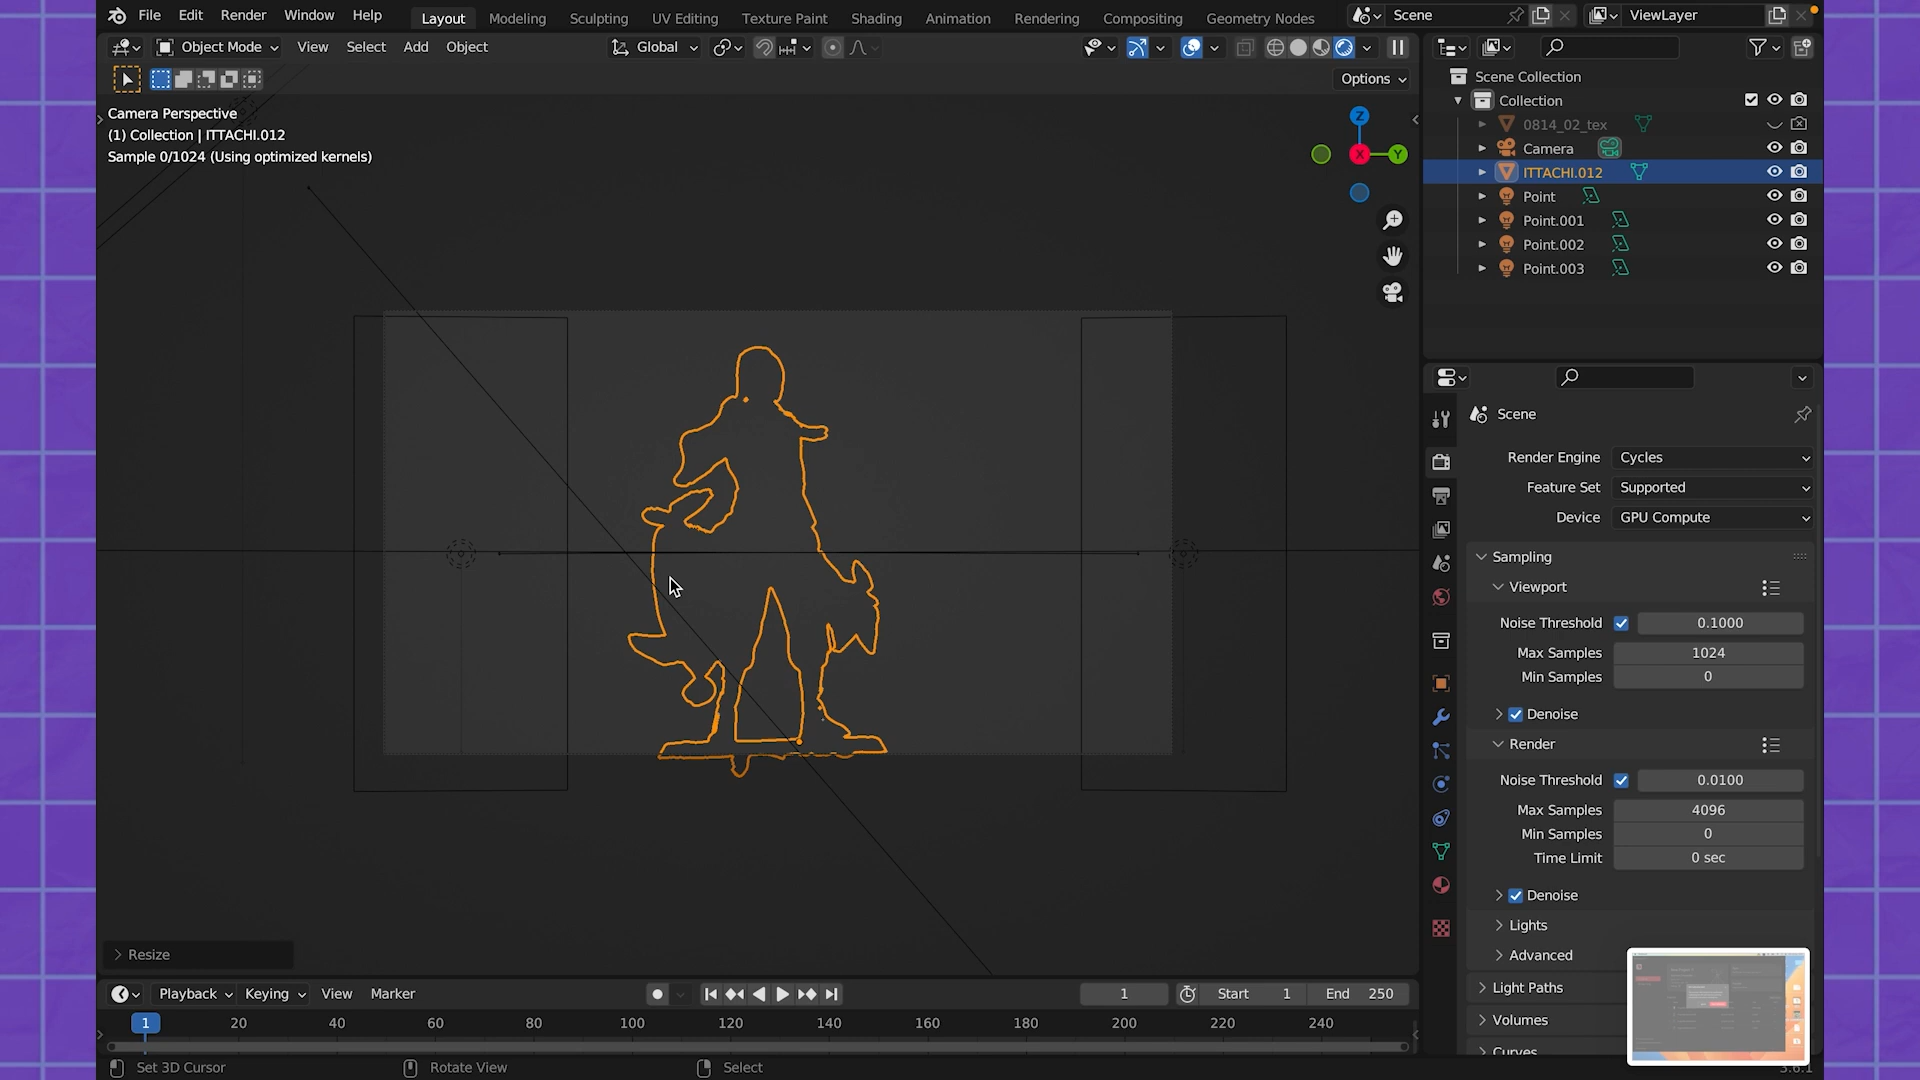 File Edit Render Window Help Layout Modeling Sculpting UV Editing Texture Paint Shading Animation Rendering Compositing Geometry Nodes Scene ViewLayer
Object Mode View Select Add Object Global
Options
Camera Perspective
(1) Collection | ITTACHI.012
Sample 0/1024 (Using optimized kernels)
Z
X
Y
Scene Collection
Collection
0814_02_tex
Camera
ITTACHI.012
Point
Point.001
Point.002
Point.003
Scene
Render Engine Cycles
Feature Set Supported
Device GPU Compute
Sampling
Viewport
Noise Threshold 0.1000
Max Samples 1024
Min Samples 0
Denoise
Render
Noise Threshold 0.0100
Max Samples 4096
Min Samples 0
Time Limit 0 sec
Denoise
Lights
Advanced
Light Paths
Volumes
Curves
Resize
Playback Keying View Marker 1 Start 1 End 250
1 20 40 60 80 100 120 140 160 180 200 220 240
Set 3D Cursor Rotate View Select 3.6.1